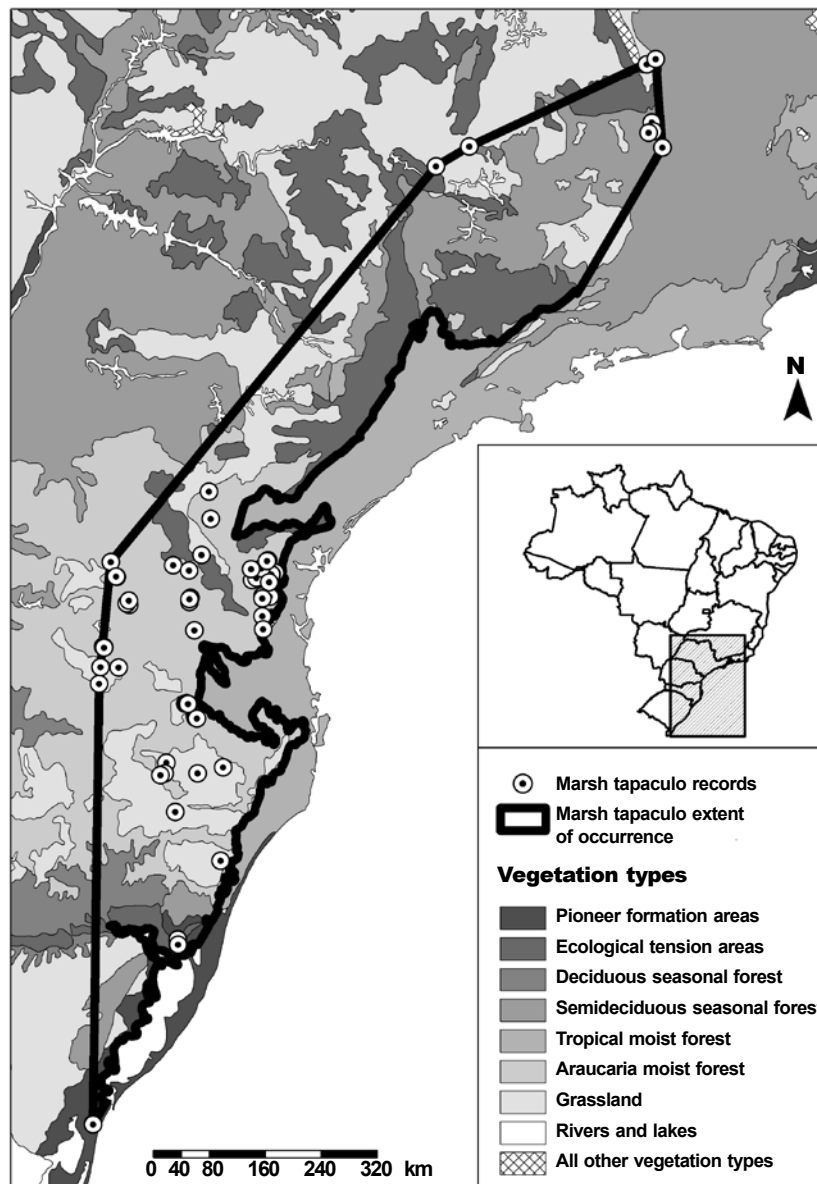 N
Marsh tapaculo records
Marsh tapaculo extent
of occurrence
Vegetation types
Pioneer formation areas
Ecological tension areas
Deciduous seasonal forest
Semideciduous seasonal forest
Tropical moist forest
Araucaria moist forest
Grassland
Rivers and lakes
All other vegetation types
0 40 80 160 240 320 km